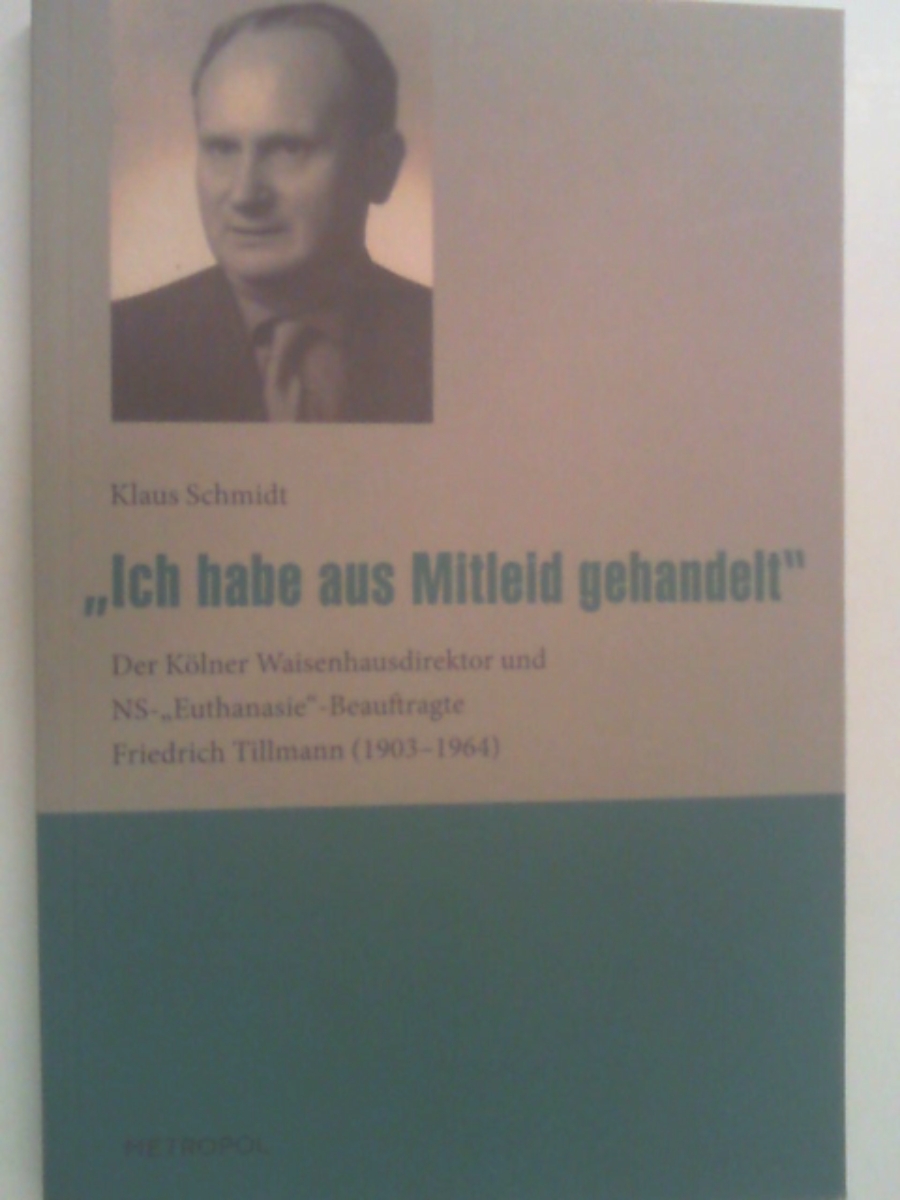 Klaus Schmidt
„Ich habe aus Mitleid gehandelt“
Der Kölner Waisenhausdirektor und
NS-„Euthanasie“-Beauftragte
Friedrich Tillmann (1903–1964)
METROPOL